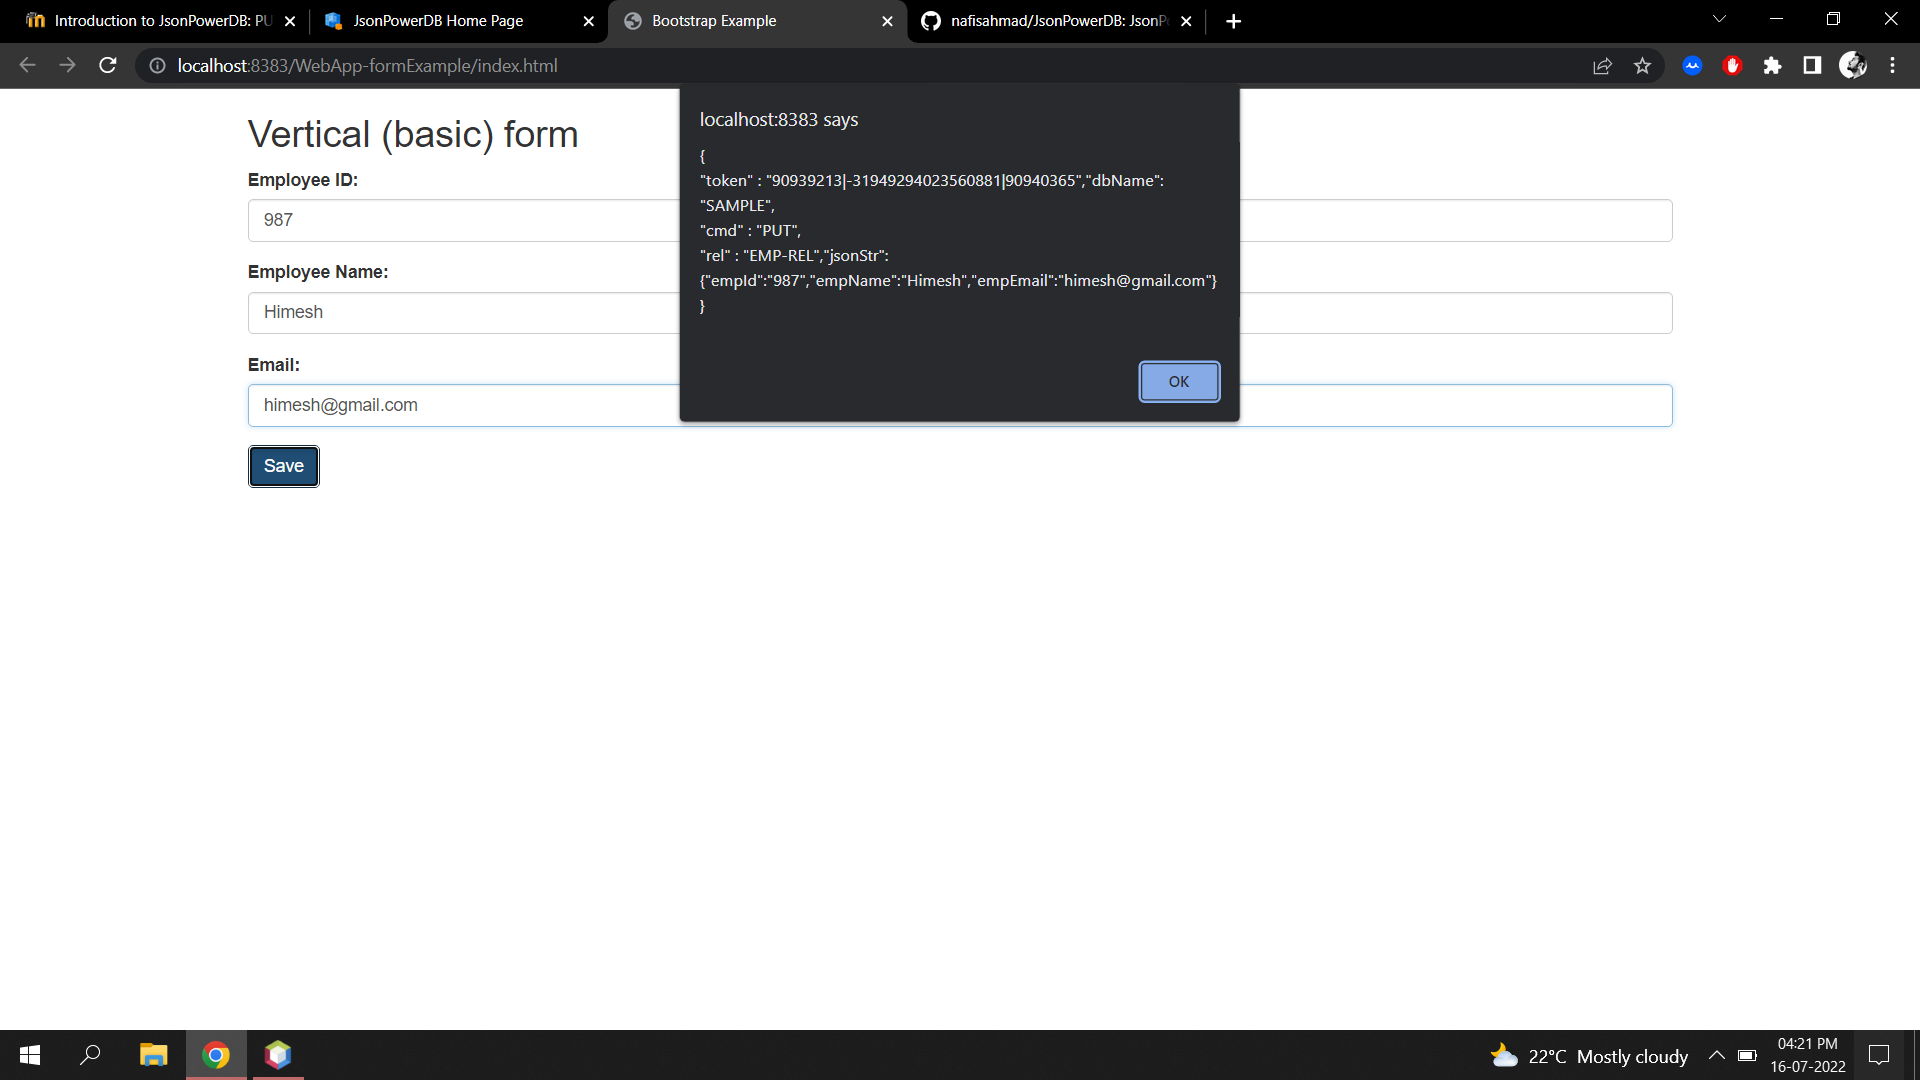 Introduction to JsonPowerDB: PU
JsonPowerDB Home Page
Bootstrap Example
nafisahmad/JsonPowerDB: JsonP
localhost:8383/WebApp-formExample/index.html
localhost:8383 says
{
"token" : "90939213|-31949294023560881|90940365","dbName":
"SAMPLE",
"cmd" : "PUT",
"rel" : "EMP-REL","jsonStr":
{"empId":"987","empName":"Himesh","empEmail":"himesh@gmail.com"}
}
OK
Vertical (basic) form
Employee ID:
987
Employee Name:
Himesh
Email:
himesh@gmail.com
Save
22°C Mostly cloudy
04:21 PM
16-07-2022